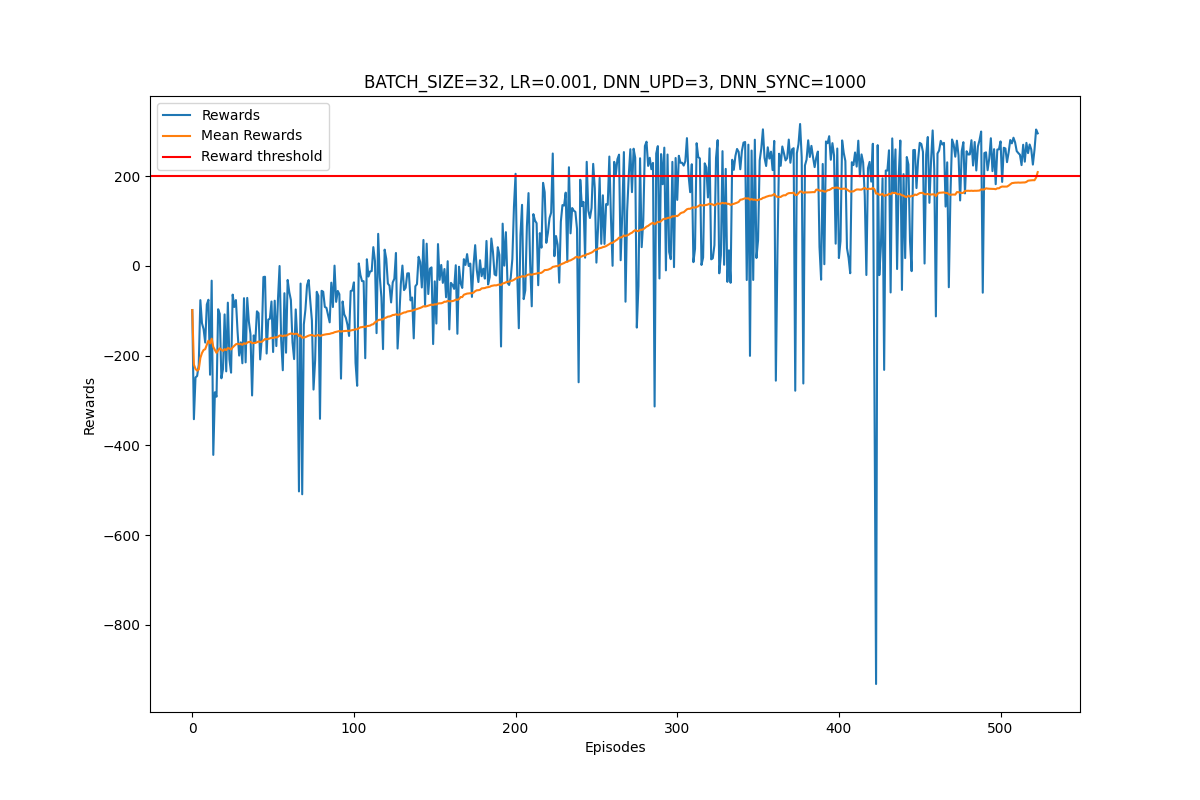 BATCH_SIZE=32, LR=0.001, DNN_UPD=3, DNN_SYNC=1000
Rewards
Mean Rewards
Reward threshold
200
0
−200
−400
−600
−800
Rewards
0
100
200
300
400
500
Episodes